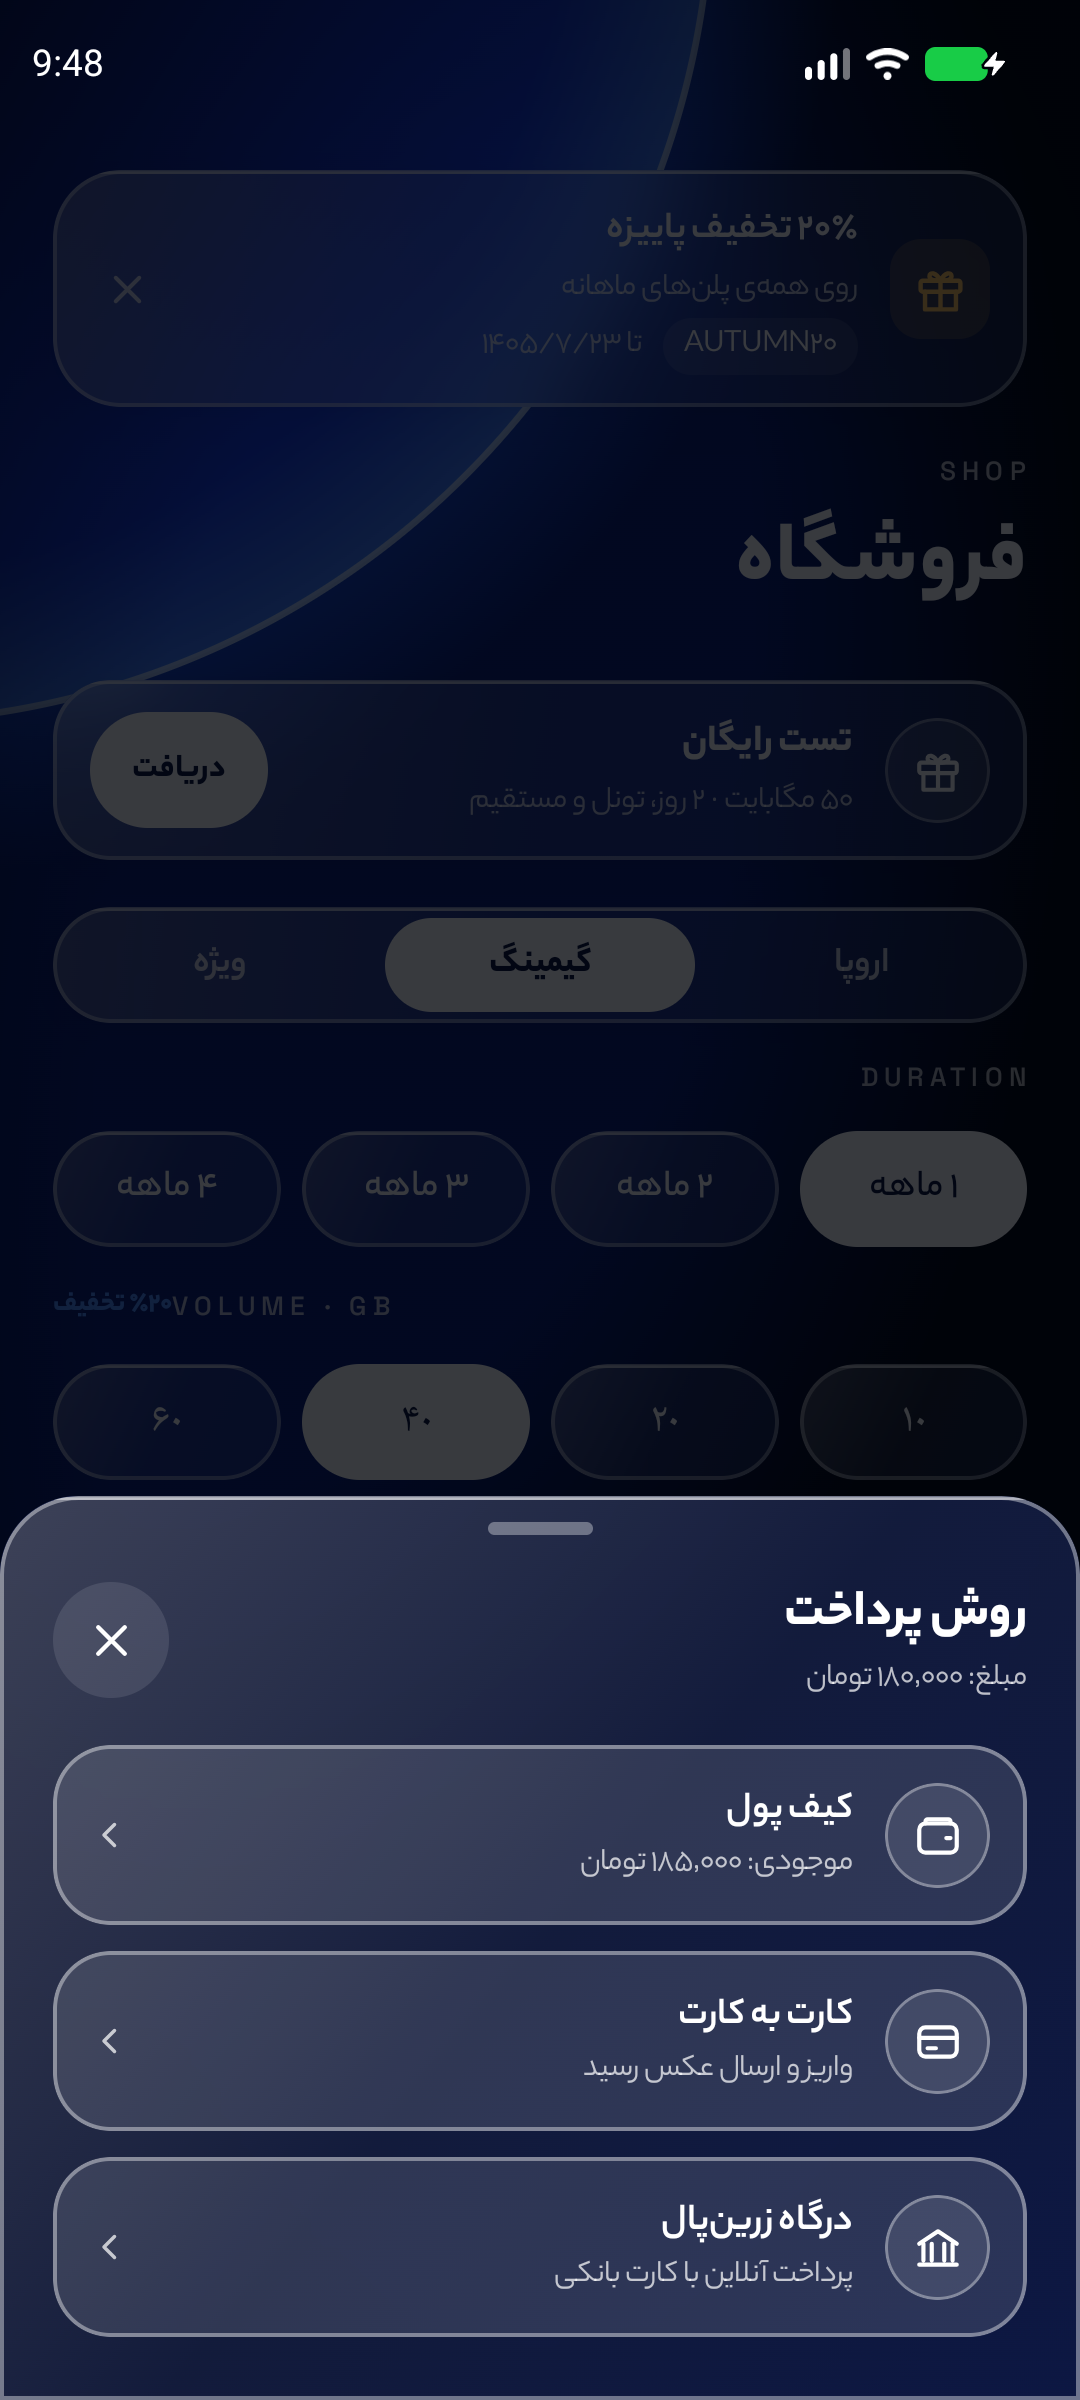 9:48
۲۰% تخفیف پاییزه
روی همه‌ی پلن‌های ماهانه
AUTUMN۲۰ تا ۱۴۰۵/۷/۲۳
SHOP
فروشگاه
تست رایگان
۵۰ مگابایت · ۲ روز، تونل و مستقیم
دریافت
اروپا
گیمینگ
ویژه
DURATION
۱ ماهه
۲ ماهه
۳ ماهه
۴ ماهه
VOLUME · GB
۲۰% تخفیف
۱۰
۲۰
۴۰
۶۰
روش پرداخت
مبلغ: ۱۸۰,۰۰۰ تومان
کیف پول
موجودی: ۱۸۵,۰۰۰ تومان
کارت به کارت
واریز و ارسال عکس رسید
درگاه زرین‌پال
پرداخت آنلاین با کارت بانکی